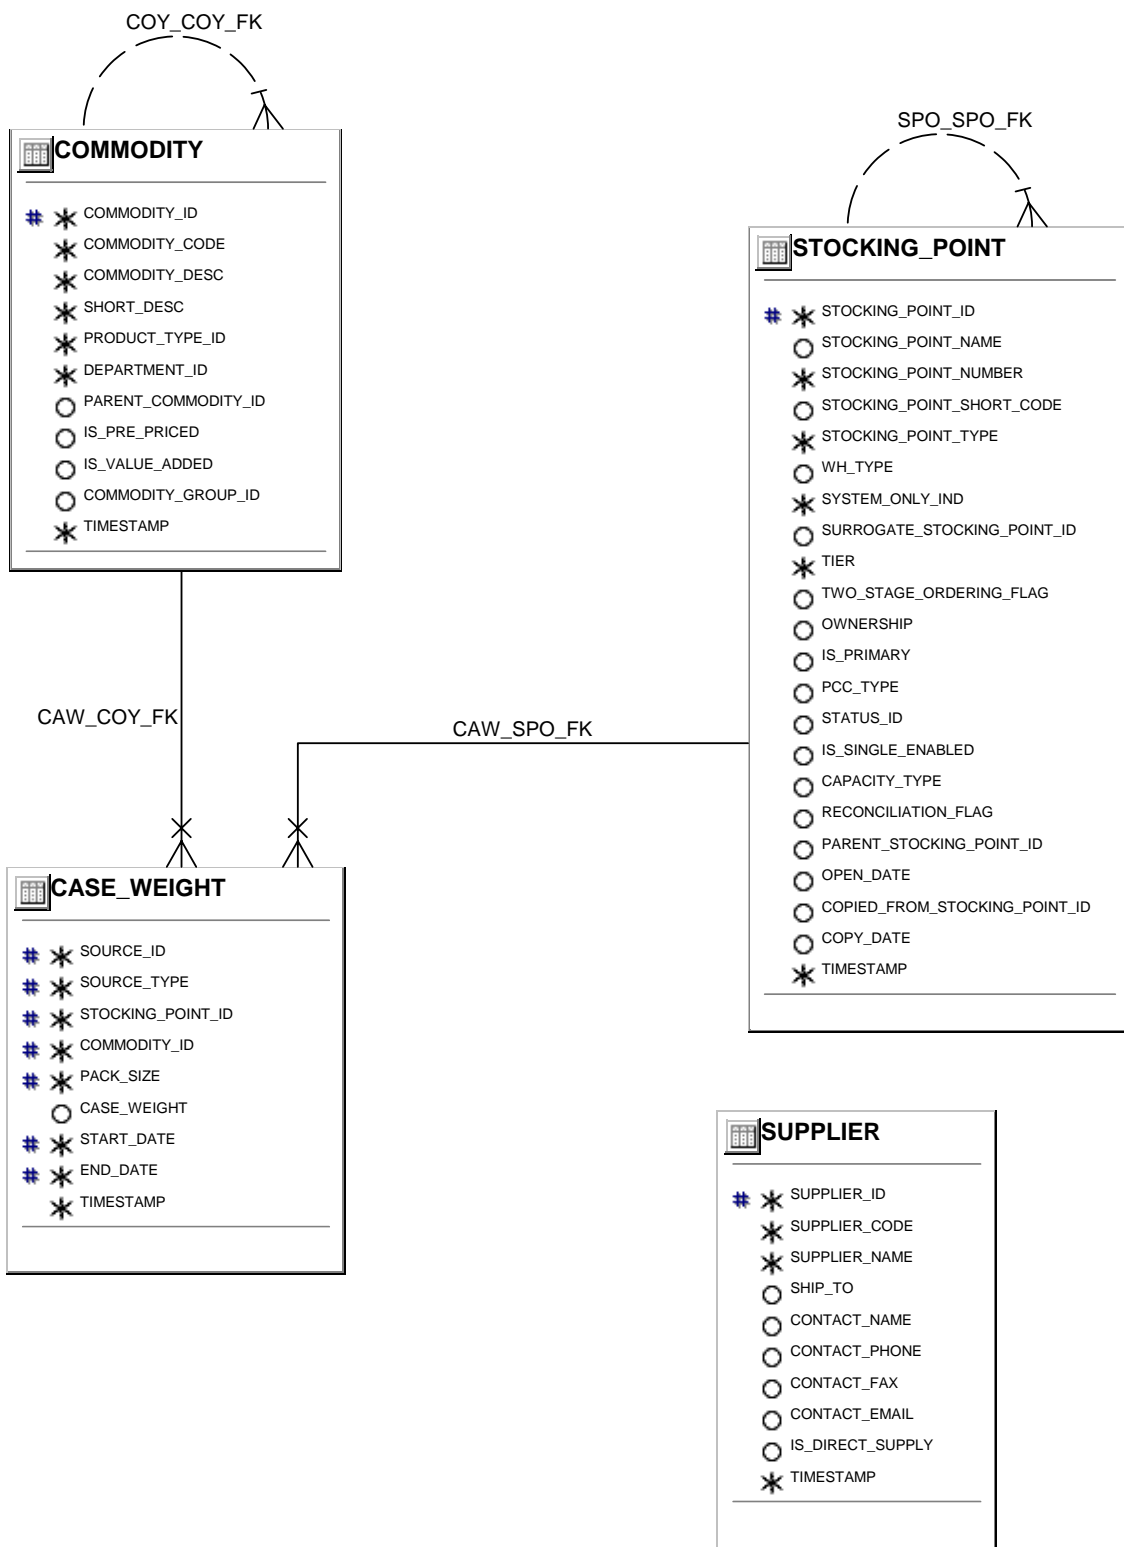 COY_COY_FK
COMMODITY
# * COMMODITY_ID
* COMMODITY_CODE
* COMMODITY_DESC
* SHORT_DESC
* PRODUCT_TYPE_ID
* DEPARTMENT_ID
PARENT_COMMODITY_ID
IS_PRE_PRICED
IS_VALUE_ADDED
COMMODITY_GROUP_ID
* TIMESTAMP
SPO_SPO_FK
STOCKING_POINT
# * STOCKING_POINT_ID
STOCKING_POINT_NAME
* STOCKING_POINT_NUMBER
STOCKING_POINT_SHORT_CODE
* STOCKING_POINT_TYPE
WH_TYPE
* SYSTEM_ONLY_IND
SURROGATE_STOCKING_POINT_ID
* TIER
TWO_STAGE_ORDERING_FLAG
OWNERSHIP
IS_PRIMARY
PCC_TYPE
STATUS_ID
IS_SINGLE_ENABLED
CAPACITY_TYPE
RECONCILIATION_FLAG
PARENT_STOCKING_POINT_ID
OPEN_DATE
COPIED_FROM_STOCKING_POINT_ID
COPY_DATE
* TIMESTAMP
CAW_COY_FK
CAW_SPO_FK
CASE_WEIGHT
# * SOURCE_ID
# * SOURCE_TYPE
# * STOCKING_POINT_ID
# * COMMODITY_ID
# * PACK_SIZE
CASE_WEIGHT
# * START_DATE
# * END_DATE
* TIMESTAMP
SUPPLIER
# * SUPPLIER_ID
* SUPPLIER_CODE
* SUPPLIER_NAME
SHIP_TO
CONTACT_NAME
CONTACT_PHONE
CONTACT_FAX
CONTACT_EMAIL
IS_DIRECT_SUPPLY
* TIMESTAMP